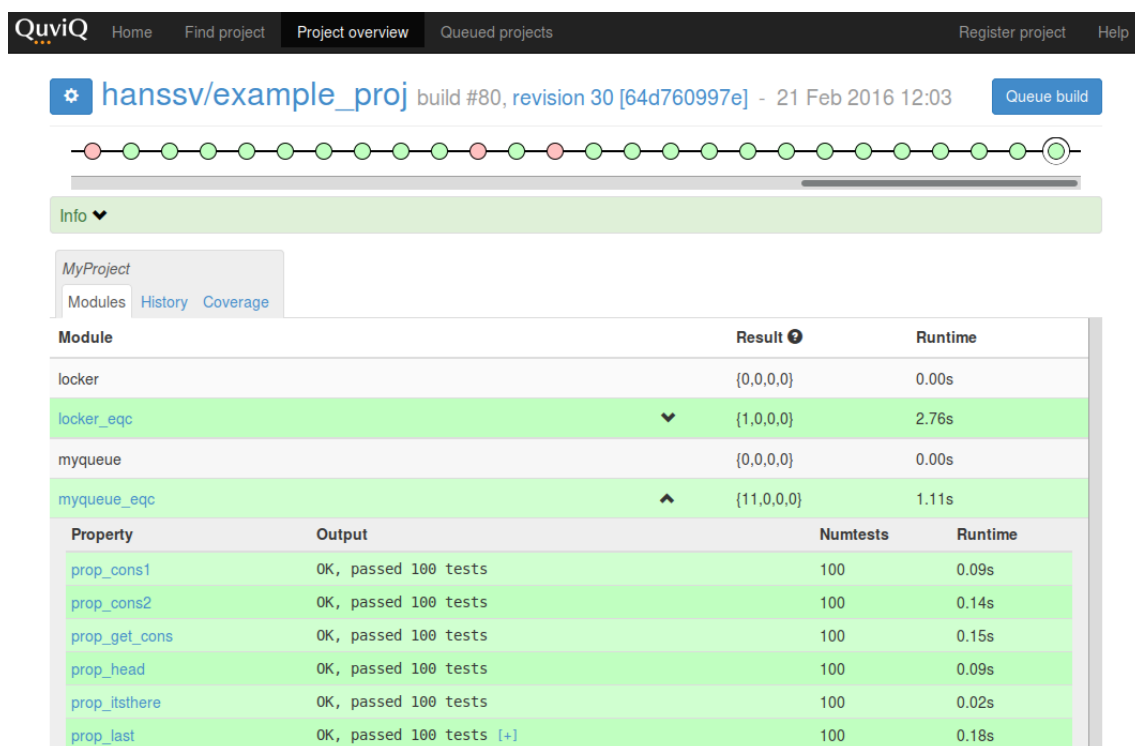 QuviQ Home Find project Project overview Queued projects Register project Help
hanssv/example_proj build #80, revision 30 [64d760997e] - 21 Feb 2016 12:03 Queue build
Info
MyProject
Modules History Coverage
Module Result ? Runtime
locker {0,0,0,0} 0.00s
locker_eqc {1,0,0,0} 2.76s
myqueue {0,0,0,0} 0.00s
myqueue_eqc {11,0,0,0} 1.11s
Property Output Numtests Runtime
prop_cons1 OK, passed 100 tests 100 0.09s
prop_cons2 OK, passed 100 tests 100 0.14s
prop_get_cons OK, passed 100 tests 100 0.15s
prop_head OK, passed 100 tests 100 0.09s
prop_itsthere OK, passed 100 tests 100 0.02s
prop_last OK, passed 100 tests [+] 100 0.18s